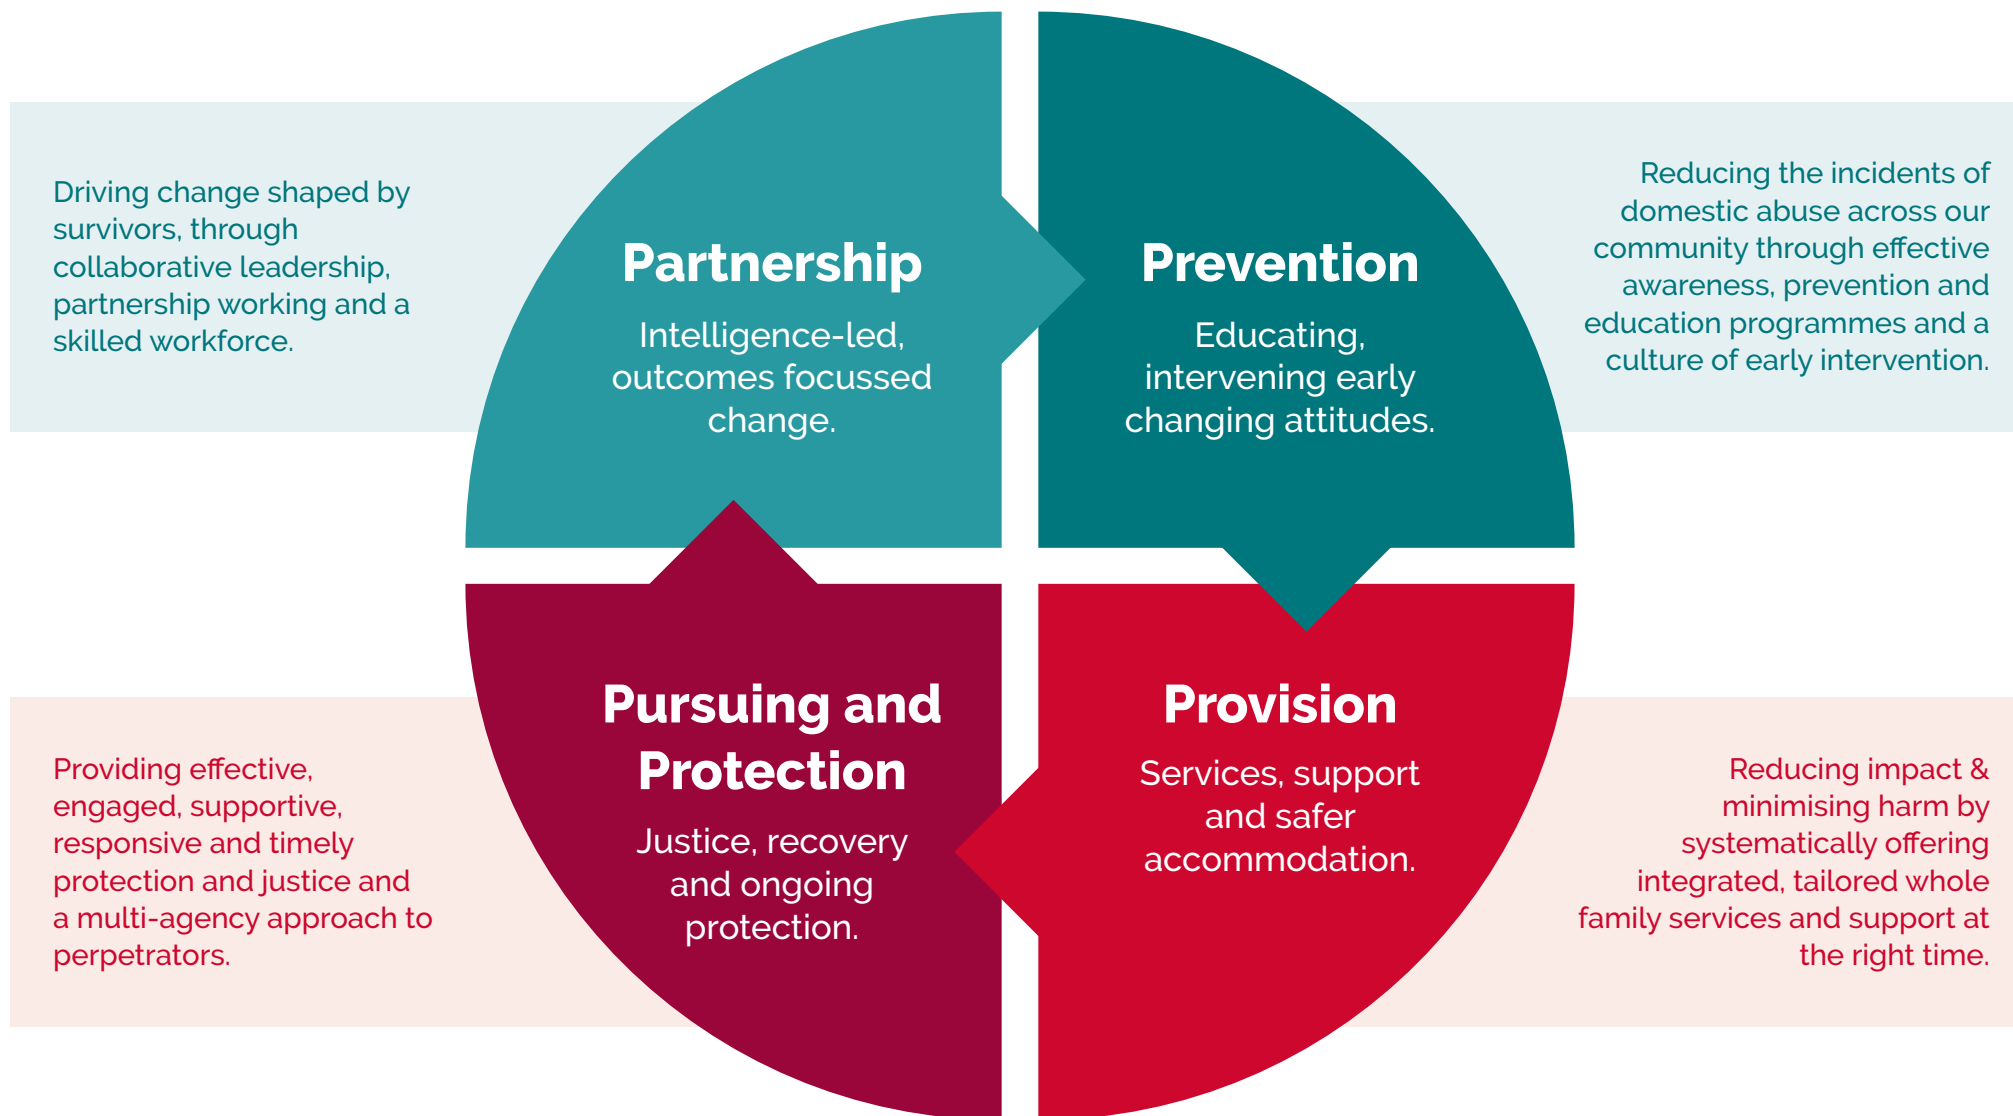 Driving change shaped by
survivors, through
collaborative leadership,
partnership working and a
skilled workforce.
Partnership
Intelligence-led,
outcomes focussed
change.
Prevention
Educating,
intervening early
changing attitudes.
Reducing the incidents of
domestic abuse across our
community through effective
awareness, prevention and
education programmes and a
culture of early intervention.
Providing effective,
engaged, supportive,
responsive and timely
protection and justice and
a multi-agency approach to
perpetrators.
Pursuing and
Protection
Justice, recovery
and ongoing
protection.
Provision
Services, support
and safer
accommodation.
Reducing impact &
minimising harm by
systematically offering
integrated, tailored whole
family services and support at
the right time.